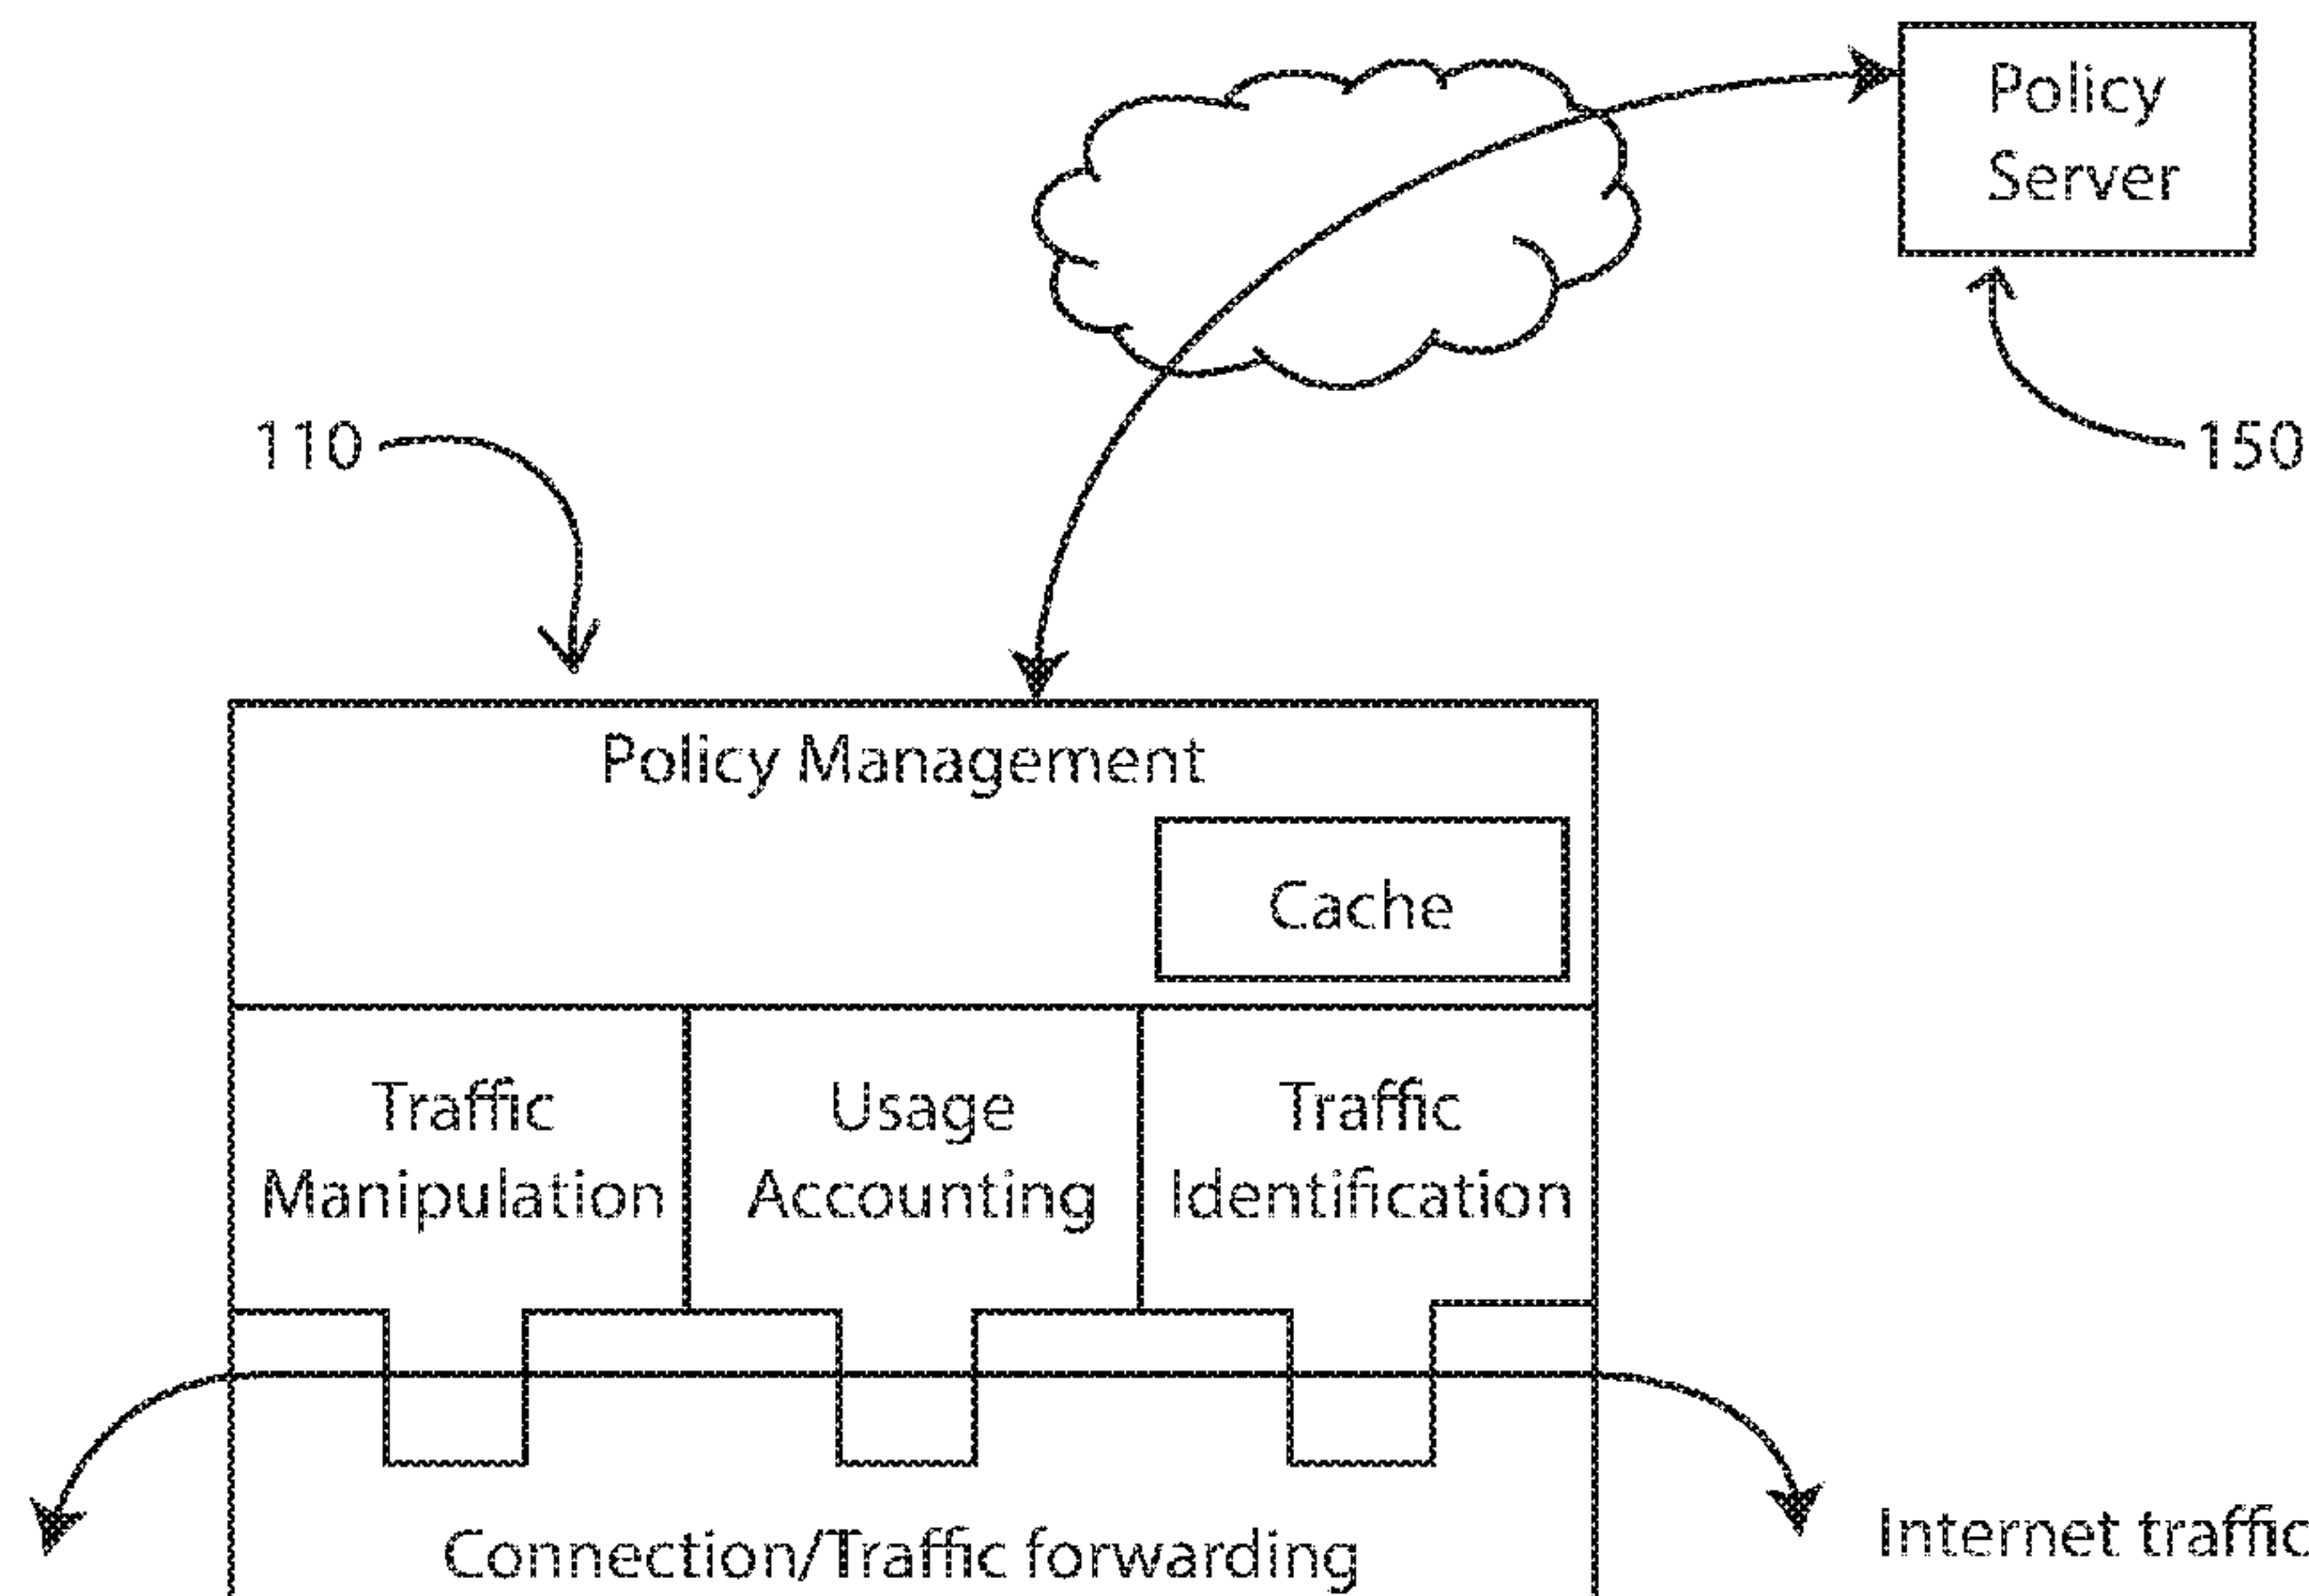 Policy
Server
110
150
Policy Management
Cache
Traffic
Manipulation
Usage
Accounting
Traffic
Identification
Connection/Traffic forwarding
Internet traffic